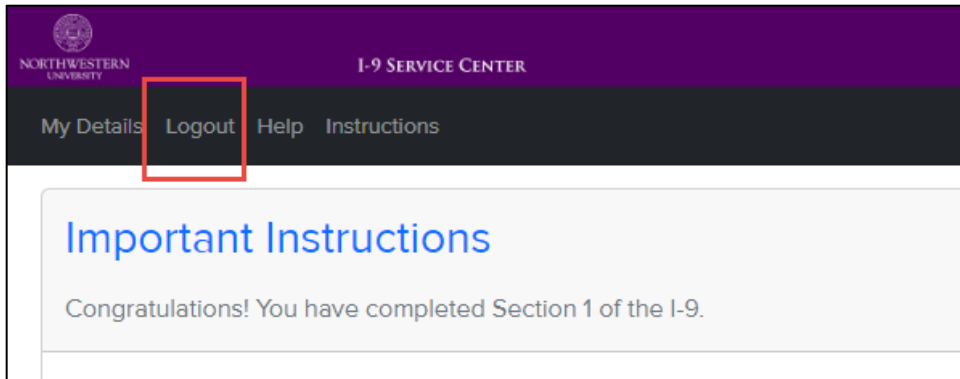 NORTHWESTERN
UNIVERSITY
I-9 SERVICE CENTER
My Details Logout Help Instructions
Important Instructions
Congratulations! You have completed Section 1 of the I-9.